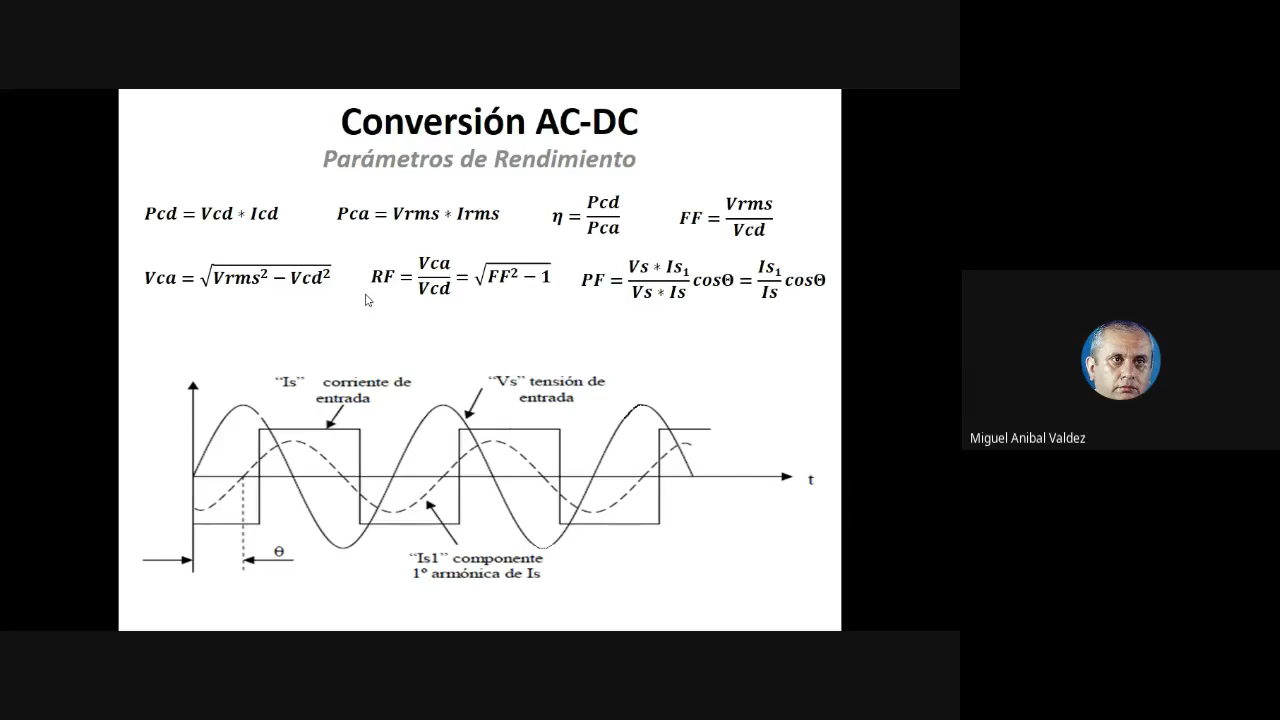 Conversión AC-DC
Parámetros de Rendimiento
Pcd = Vcd ∗ Icd
Pca = Vrms ∗ Irms
η = Pcd / Pca
FF = Vrms / Vcd
Vca = √(Vrms² − Vcd²)
RF = Vca / Vcd = √(FF² − 1)
PF = (Vs ∗ Is₁) / (Vs ∗ Is) cosΘ = Is₁ / Is cosΘ
“Is” corriente de
entrada
“Vs” tensión de
entrada
t
Θ
“Is1” componente
1º armónica de Is
Miguel Anibal Valdez